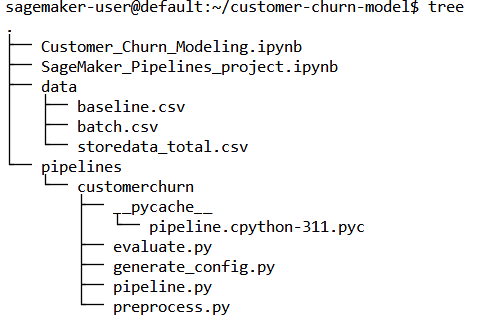 sagemaker-user@default:~/customer-churn-model$ tree
.
├── Customer_Churn_Modeling.ipynb
├── SageMaker_Pipelines_project.ipynb
├── data
│   ├── baseline.csv
│   ├── batch.csv
│   └── storedata_total.csv
└── pipelines
    └── customerchurn
        ├── __pycache__
        │   └── pipeline.cpython-311.pyc
        ├── evaluate.py
        ├── generate_config.py
        ├── pipeline.py
        └── preprocess.py